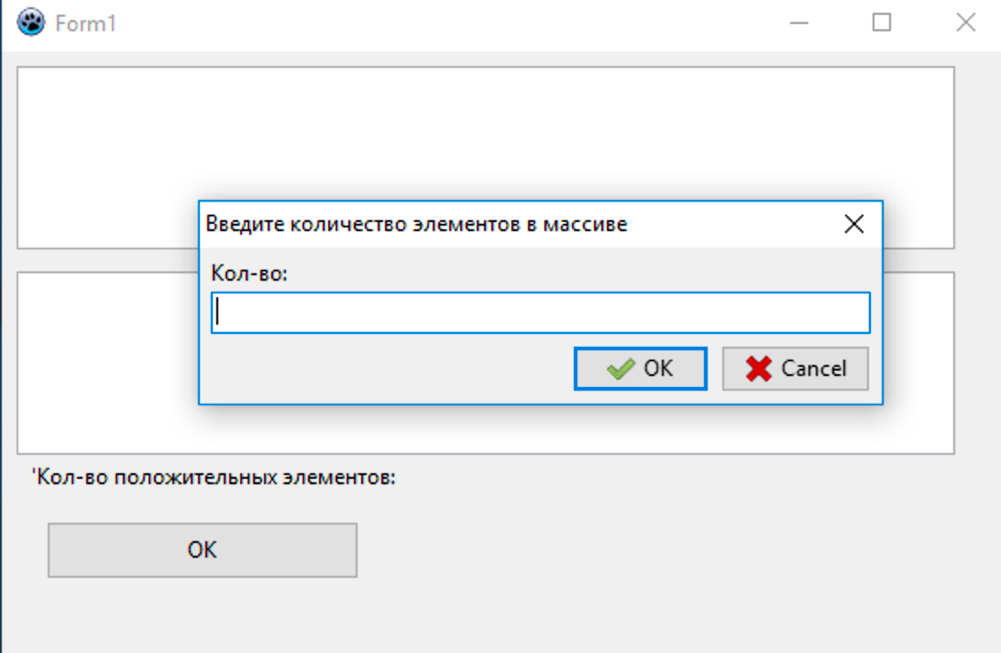 Form1
Введите количество элементов в массиве
Кол-во:
OK
Cancel
'Кол-во положительных элементов:
OK